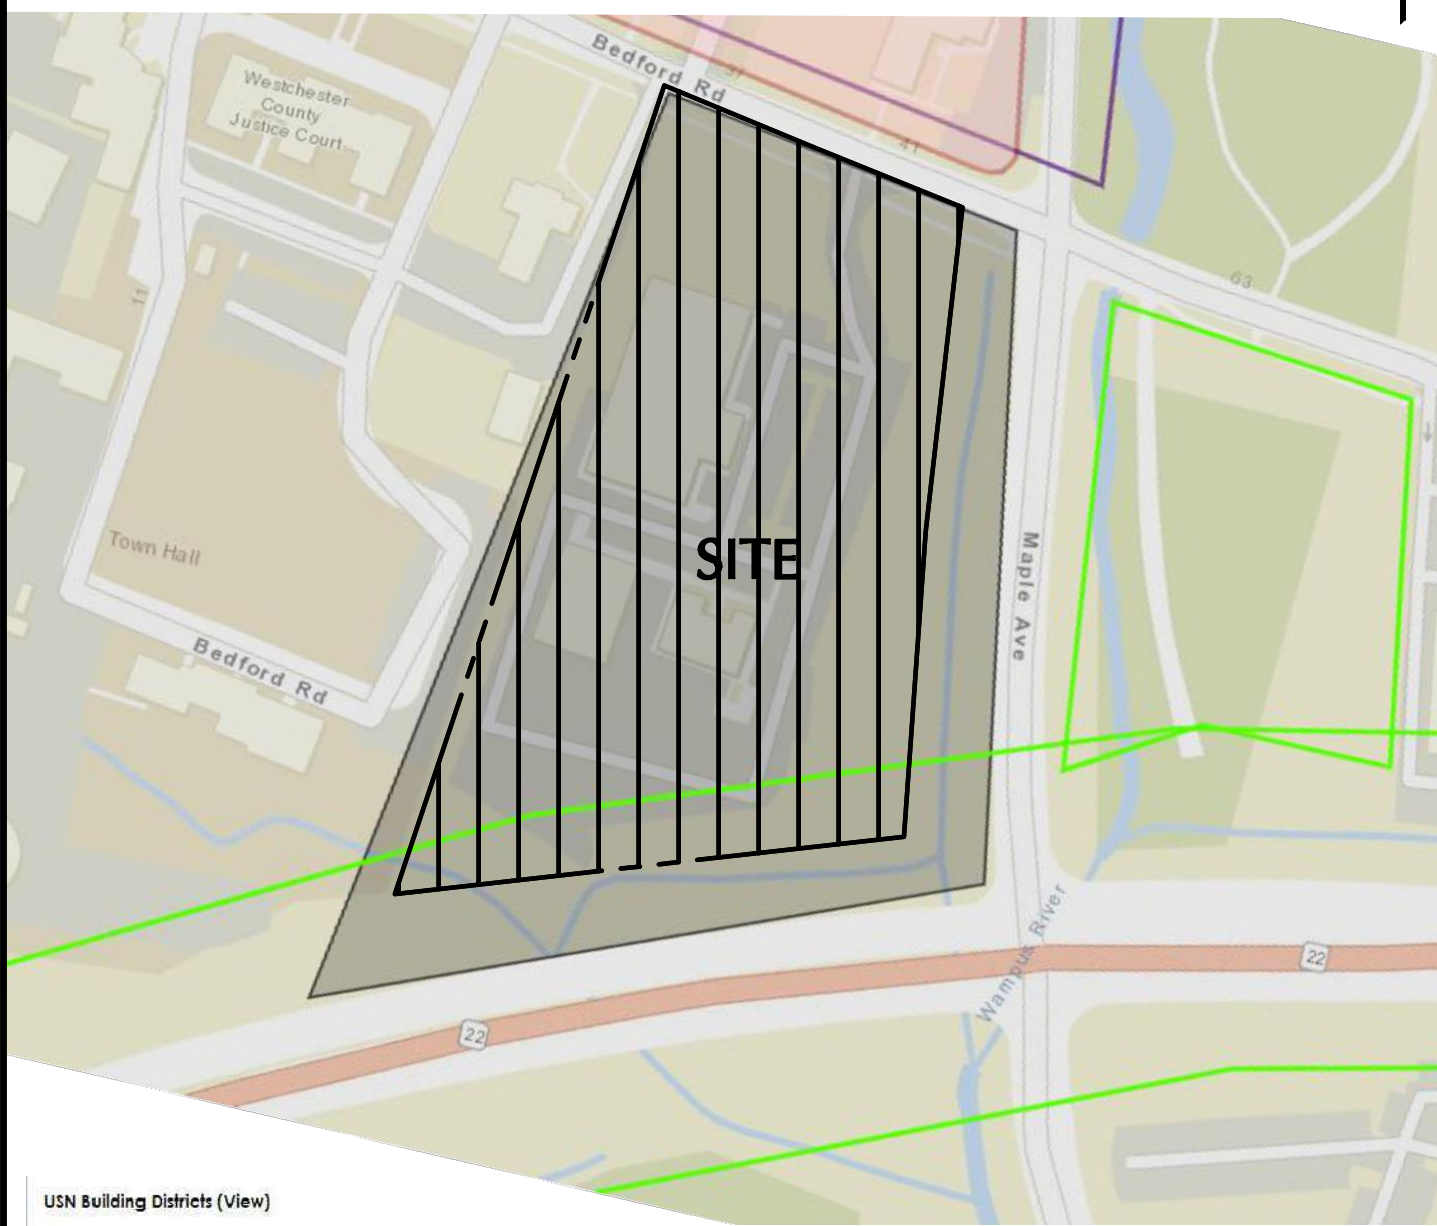 Bedford Rd
37
Westchester
County
Justice Court
41
63
11
SITE
Town Hall
Maple Ave
Bedford Rd
Wampus River
22
22
USN Building Districts (View)